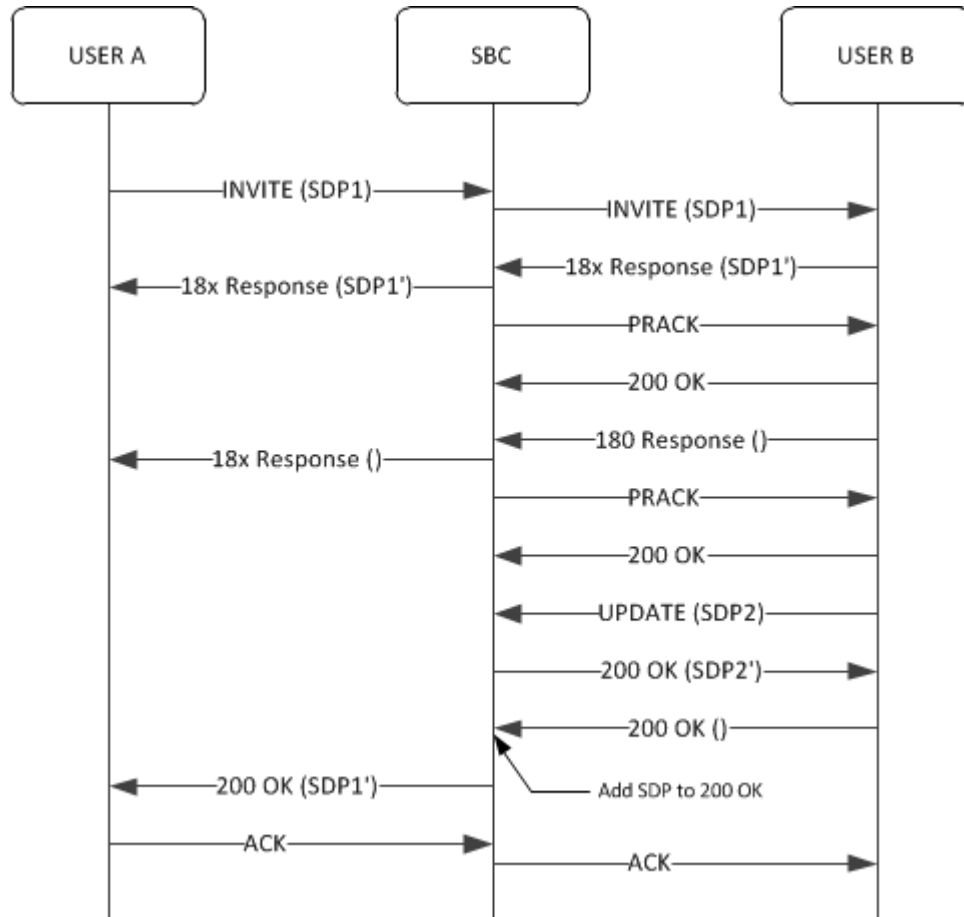 USER A
SBC
USER B
INVITE (SDP1)
INVITE (SDP1)
18x Response (SDP1')
18x Response (SDP1')
PRACK
200 OK
180 Response ()
18x Response ()
PRACK
200 OK
UPDATE (SDP2)
200 OK (SDP2')
200 OK ()
200 OK (SDP1')
Add SDP to 200 OK
ACK
ACK